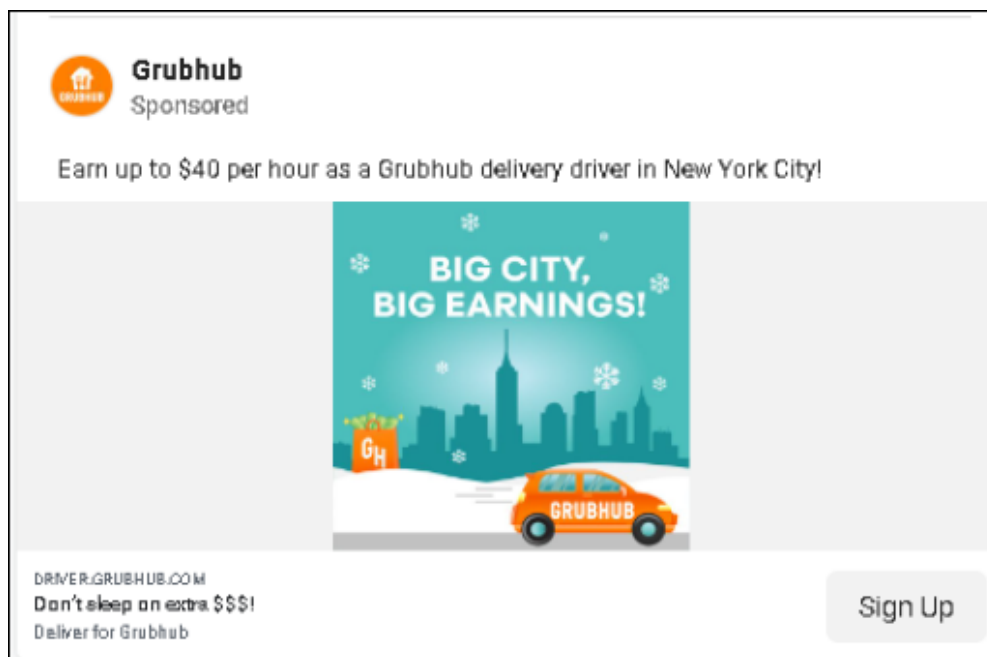 GRUBHUB
Grubhub
Sponsored
Earn up to $40 per hour as a Grubhub delivery driver in New York City!
BIG CITY,
BIG EARNINGS!
GH
GRUBHUB
DRIVER.GRUBHUB.COM
Don't sleep on extra $$$!
Deliver for Grubhub
Sign Up